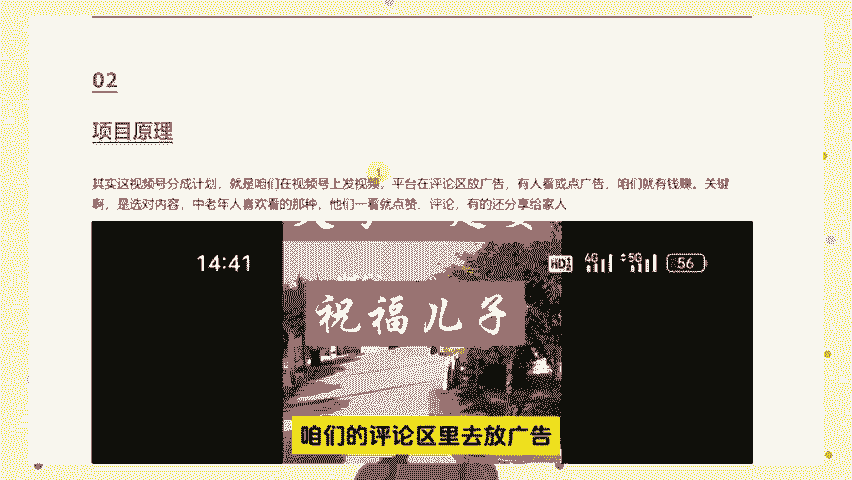 02
项目原理
其实这视频号分成计划，就是咱们在视频号上发视频，平台在评论区放广告，有人看或点广告，咱们就有钱赚。关键
啊，是选对内容，中老年人喜欢看的那种，他们一看就点赞、评论，有的还分享给家人
14:41
HD 4G 5G 56
祝福儿子
咱们的评论区里去放广告